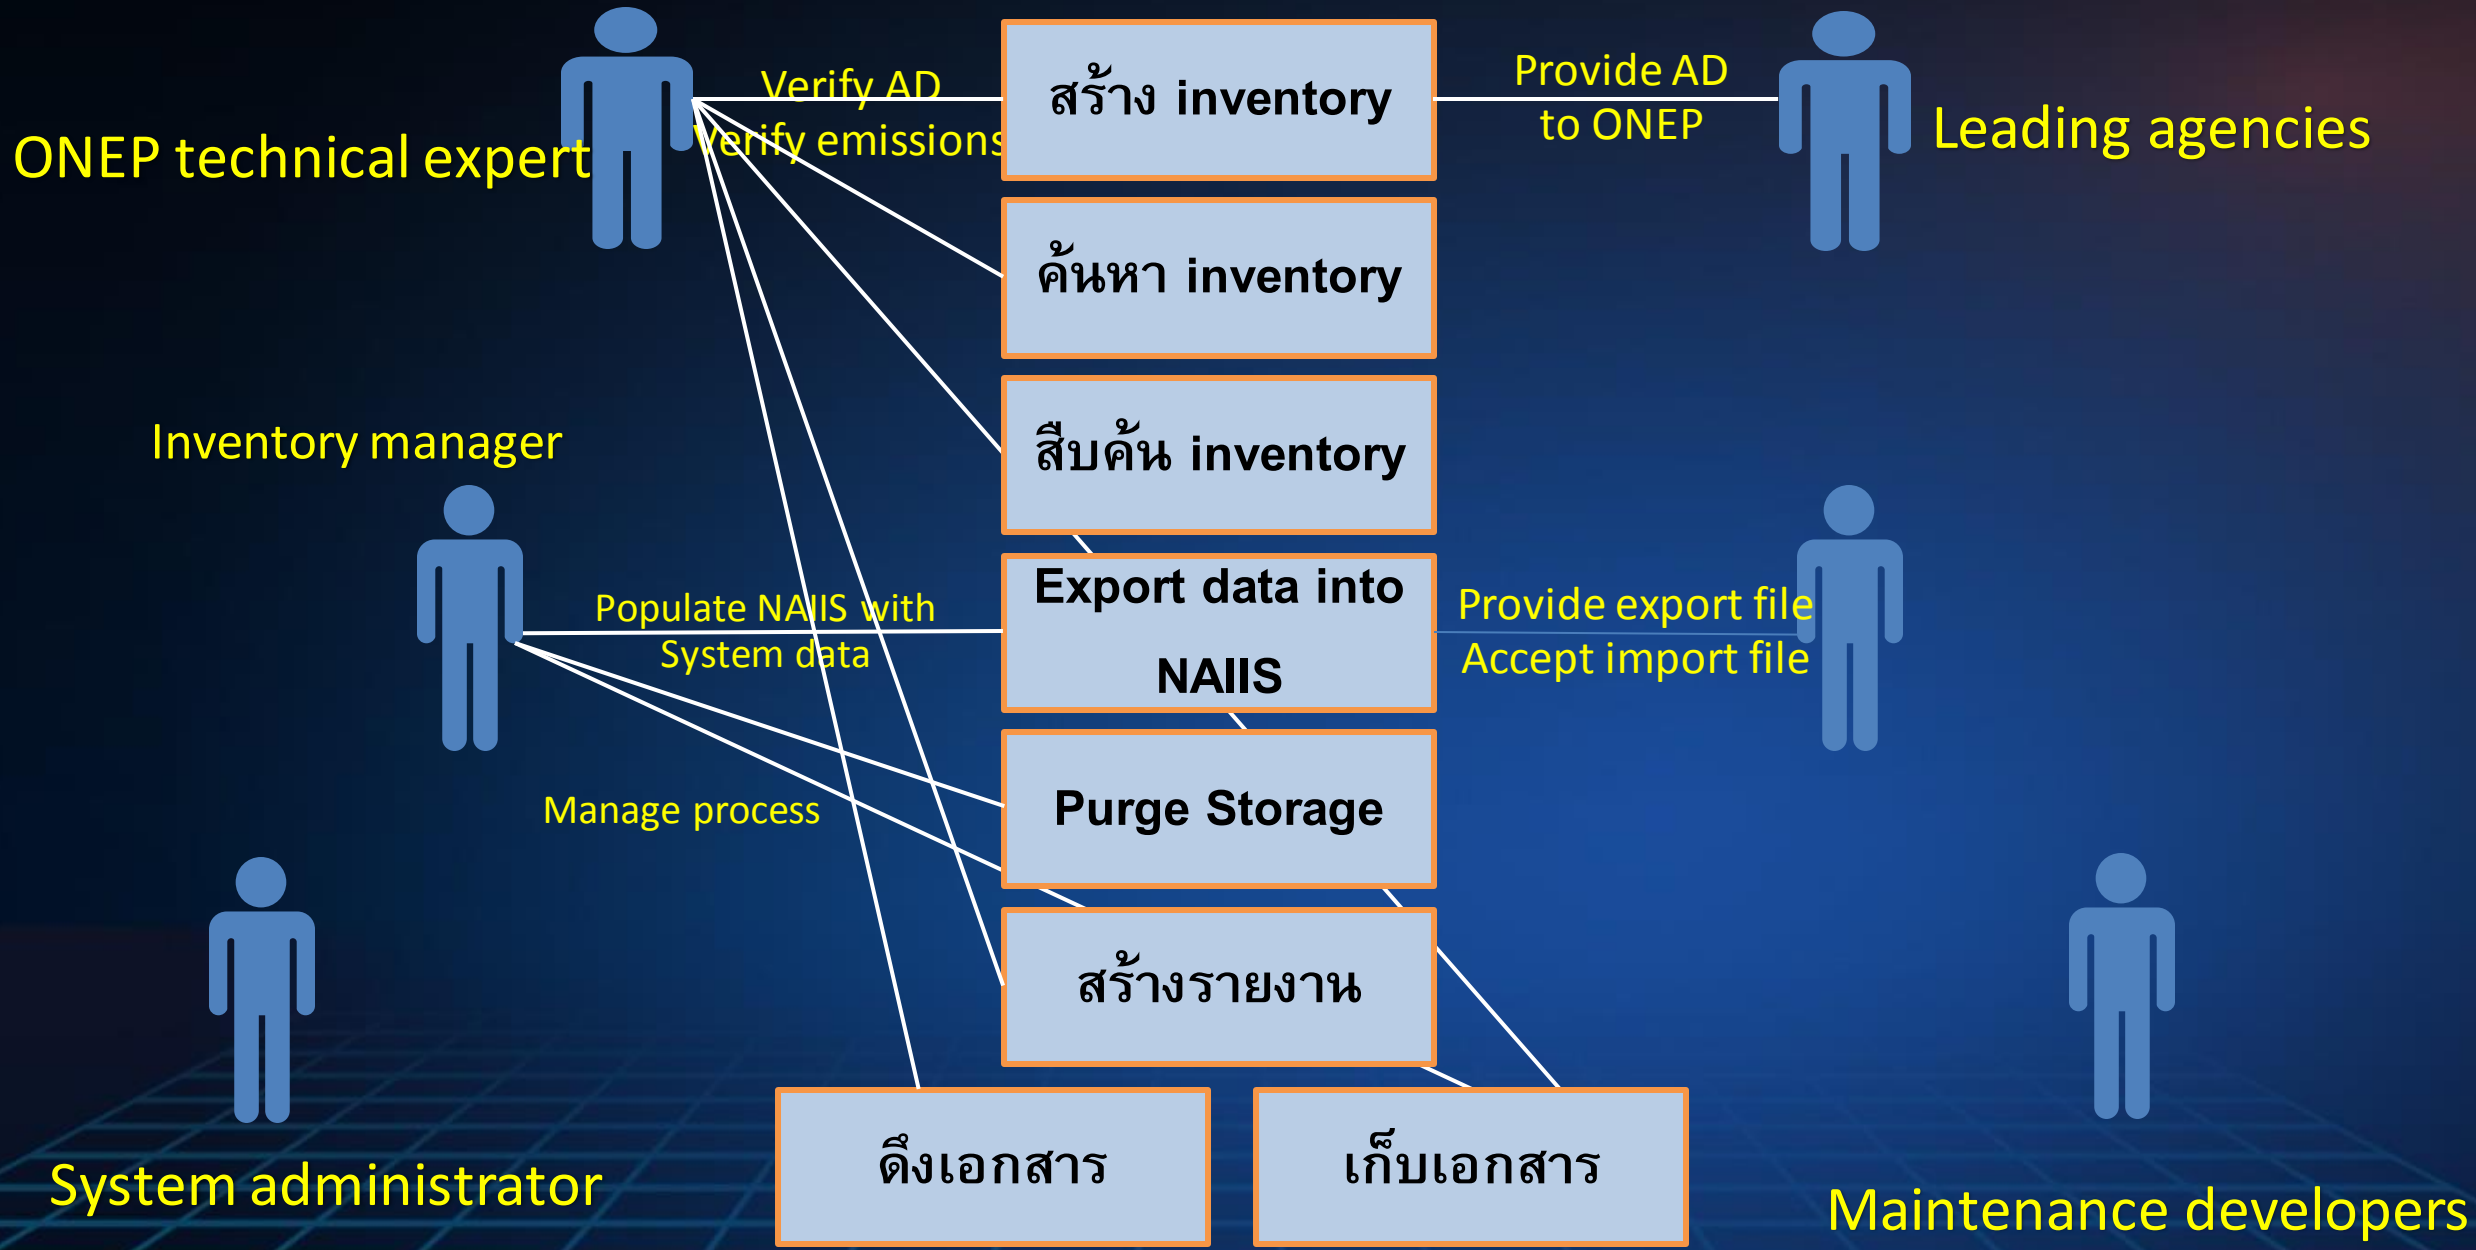 ONEP technical expert
Verify AD
Verify emissions
สร้าง inventory
Provide AD
to ONEP
Leading agencies
ค้นหา inventory
สืบค้น inventory
Inventory manager
Populate NAIIS with
System data
Export data into
NAIIS
Provide export file
Accept import file
Manage process
Purge Storage
สร้างรายงาน
System administrator
ดึงเอกสาร
เก็บเอกสาร
Maintenance developers